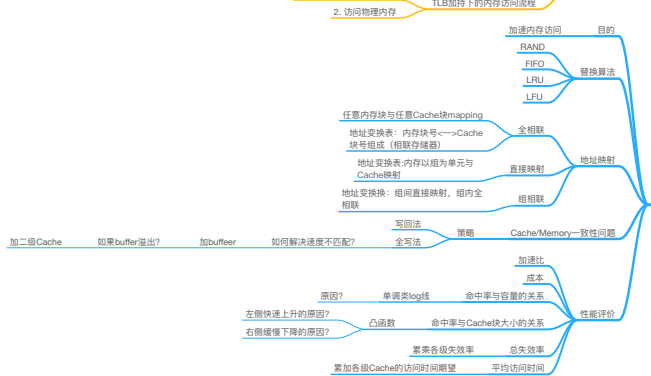 TLB加持下的内存访问流程
2. 访问物理内存
加速内存访问
目的
RAND
FIFO
LRU
LFU
替换算法
任意内存块与任意Cache块mapping
地址变换表：内存块号<—>Cache
块号组成（相联存储器）
全相联
地址变换表:内存以组为单元与
Cache映射
直接映射
地址映射
地址变换换：组间直接映射，组内全
相联
组相联
写回法
加二级Cache
如果buffer溢出?
加buffeer
如何解决速度不匹配?
全写法
策略
Cache/Memory一致性问题
加速比
成本
原因?
单调类log线
命中率与容量的关系
左侧快速上升的原因?
右侧缓慢下降的原因?
凸函数
命中率与Cache块大小的关系
性能评价
累乘各级失效率
总失效率
累加各级Cache的访问时间期望
平均访问时间